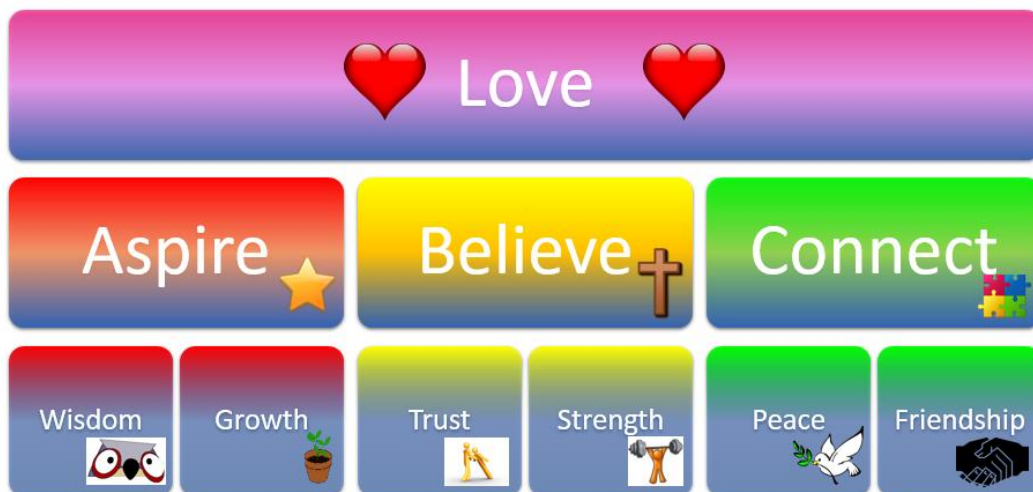 Love
Aspire
Believe
Connect
Wisdom
Growth
Trust
Strength
Peace
Friendship